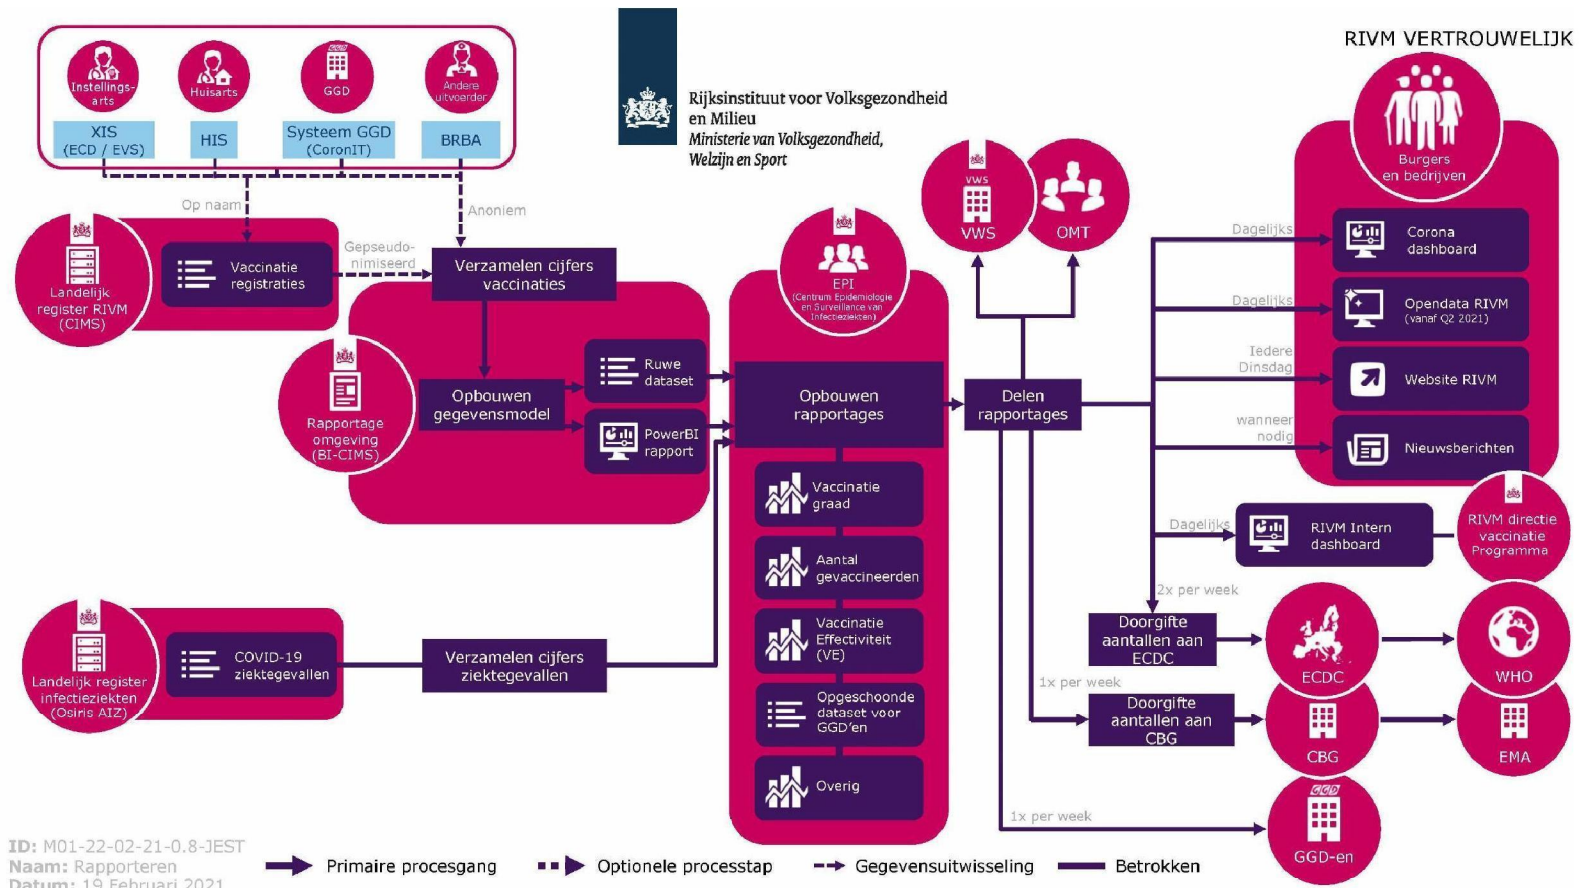 RIVM VERTROUWELIJK
Rijksinstituut voor Volksgezondheid
en Milieu
Ministerie van Volksgezondheid,
Welzijn en Sport
Instellings-
arts
Huisarts
GGD
GGD
Andere
uitvoerder
XIS
(ECD / EVS)
HIS
Systeem GGD
(CoronIT)
BRBA
Op naam
Anoniem
Landelijk
register RIVM
(CIMS)
Vaccinatie
registraties
Gepseudo-
nimiseerd
Verzamelen cijfers
vaccinaties
Rapportage
omgeving
(BI-CIMS)
Opbouwen
gegevensmodel
Ruwe
dataset
PowerBI
rapport
Landelijk register
infectieziekten
(Osiris AIZ)
COVID-19
ziektegevallen
Verzamelen cijfers
ziektegevallen
EPI
(Centrum Epidemiologie
en Surveillance van
Infectieziekten)
Opbouwen
rapportages
Vaccinatie
graad
Aantal
gevaccineerden
Vaccinatie
Effectiviteit
(VE)
Opgeschoonde
dataset voor
GGD'en
Overig
vws
VWS
OMT
Delen
rapportages
Burgers
en bedrijven
Dagelijks
Corona
dashboard
Dagelijks
Opendata RIVM
(vanaf Q2 2021)
Iedere
Dinsdag
Website RIVM
wanneer
nodig
Nieuwsberichten
Dagelijks
RIVM Intern
dashboard
RIVM directie
vaccinatie
Programma
2x per week
Doorgifte
aantallen aan
ECDC
ECDC
WHO
1x per week
Doorgifte
aantallen aan
CBG
CBG
EMA
1x per week
GGD
GGD-en
ID: M01-22-02-21-0.8-JEST
Naam: Rapporteren
Datum: 19 Februari 2021
Primaire procesgang
Optionele processtap
Gegevensuitwisseling
Betrokken